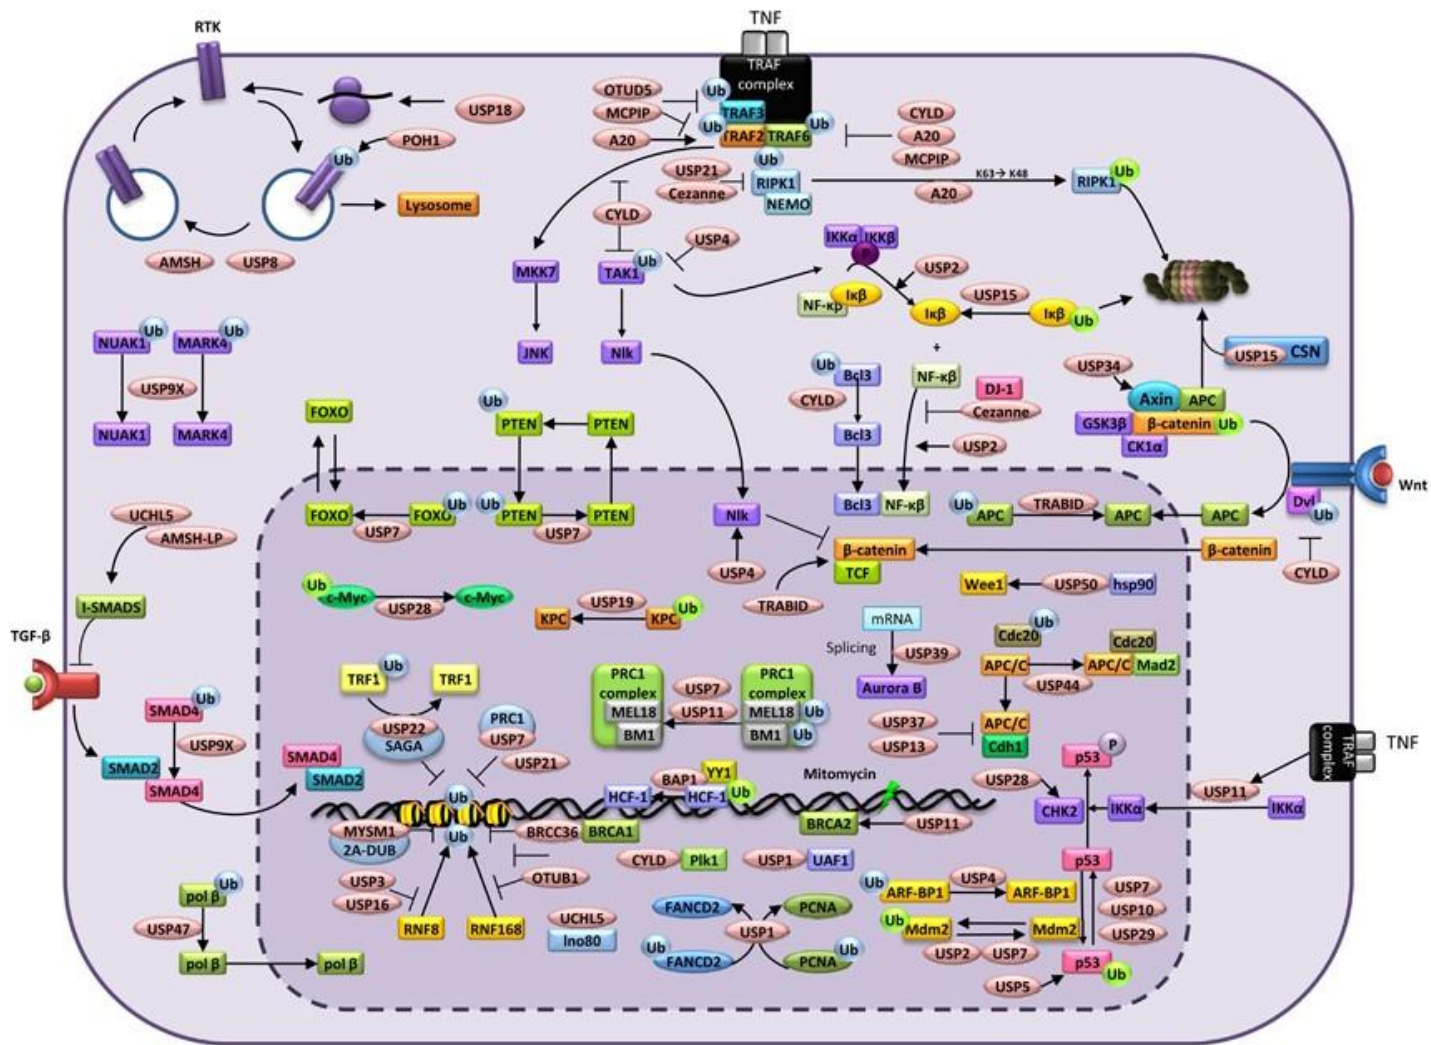 TNF
RTK
TRAF
complex
OTUD5
Ub
USP18
MCPIP
TRAF3
CYLD
Ub
Ub
POH1
A20
TRAF2
TRAF6
A20
Ub
MCPIP
Ub
USP21
RIPK1
K63→ K48
RIPK1
Ub
Cezanne
A20
NEMO
Lysosome
CYLD
USP4
IKKα
IKKβ
P
AMSH
USP8
MKK7
TAK1
Ub
USP2
NF-κβ
Iκβ
USP15
Iκβ
Iκβ
Ub
NUAK1
Ub
MARK4
Ub
JNK
Nlk
+
USP15
CSN
USP34
USP9X
Ub
Bcl3
NF-κβ
DJ-1
CYLD
Cezanne
Axin
APC
FOXO
Ub
PTEN
PTEN
GSK3β
β-catenin
Ub
NUAK1
MARK4
Bcl3
USP2
CK1α
Wnt
FOXO
FOXO
Ub
Ub
PTEN
PTEN
Nlk
Bcl3
NF-κβ
Ub
APC
TRABID
APC
APC
Dvl
Ub
UCHL5
USP7
USP7
AMSH-LP
β-catenin
β-catenin
USP4
TCF
CYLD
Ub
c-Myc
c-Myc
Wee1
USP50
hsp90
USP28
USP19
TRABID
I-SMADS
KPC
KPC
Ub
mRNA
Cdc20
Ub
TGF-β
Splicing
USP39
Cdc20
TRF1
Ub
TRF1
PRC1
complex
PRC1
complex
APC/C
APC/C
Mad2
USP7
Aurora B
USP44
SMAD4
Ub
MEL18
USP11
MEL18
Ub
USP22
PRC1
USP37
APC/C
USP9X
SAGA
USP7
BM1
BM1
Ub
USP13
Cdh1
p53
P
TRAF
complex
TNF
SMAD4
SMAD2
USP21
YY1
SMAD2
BAP1
Mitomycin
USP28
USP11
SMAD4
Ub
HCF-1
HCF-1
Ub
CHK2
IKKα
IKKα
MYSM1
Ub
BRCC36
BRCA1
BRCA2
USP11
2A-DUB
CYLD
Plk1
USP1
UAF1
p53
OTUB1
USP3
Ub
ARF-BP1
USP4
ARF-BP1
USP7
pol β
Ub
USP16
UCHL5
FANCD2
PCNA
USP10
USP47
RNF8
RNF168
USP1
Ub
Mdm2
Mdm2
USP29
Ino80
Ub
Ub
USP2
USP7
pol β
pol β
FANCD2
PCNA
p53
Ub
USP5